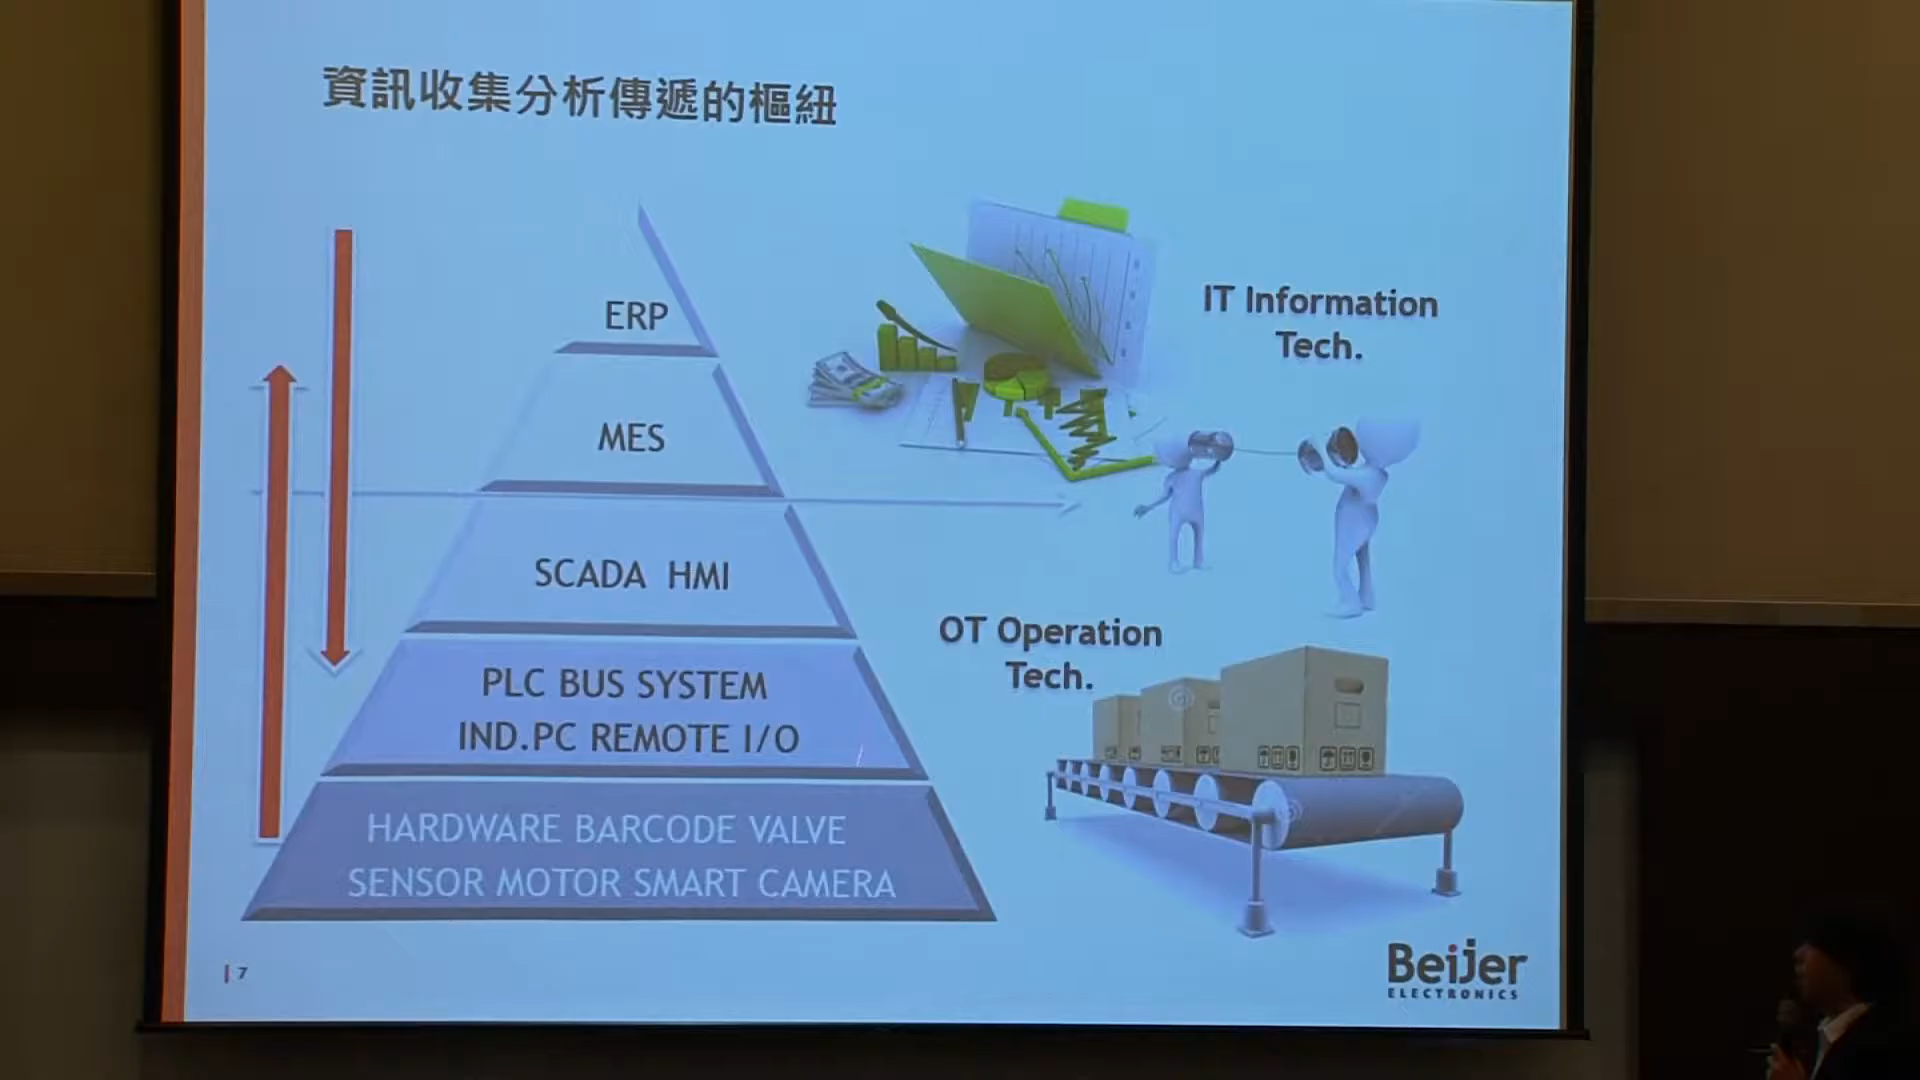 資訊收集分析傳遞的樞紐
ERP
MES
SCADA HMI
PLC BUS SYSTEM
IND.PC REMOTE I/O
HARDWARE BARCODE VALVE
SENSOR MOTOR SMART CAMERA
IT Information
Tech.
OT Operation
Tech.
7
Beijer
ELECTRONICS